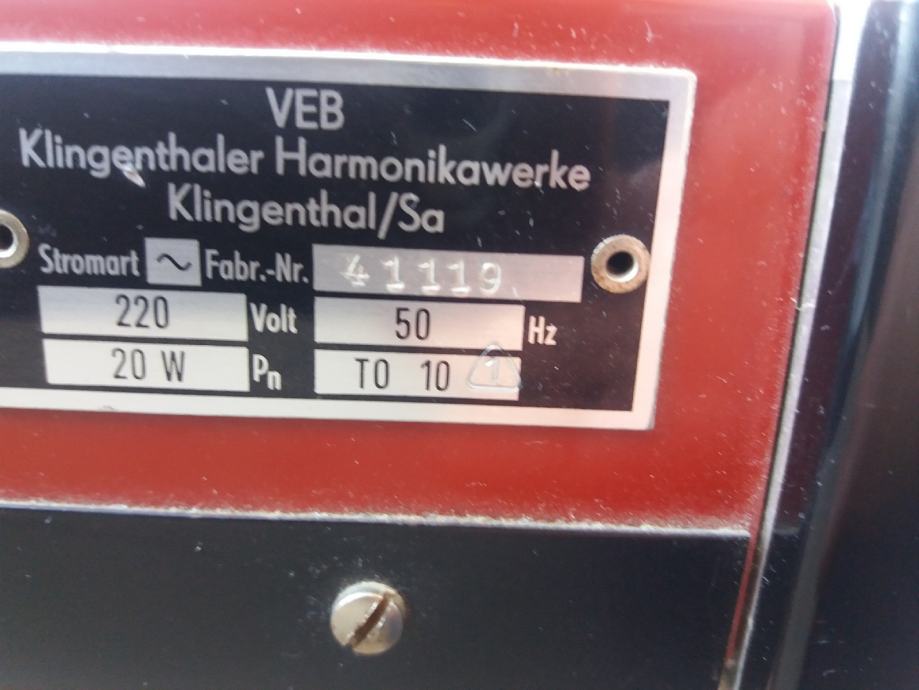 VEB
Klingenthaler Harmonikawerke
Klingenthal/Sa
Stromart ~ Fabr.-Nr. 41119
220 Volt 50 Hz
20 W Pn TO 10 1